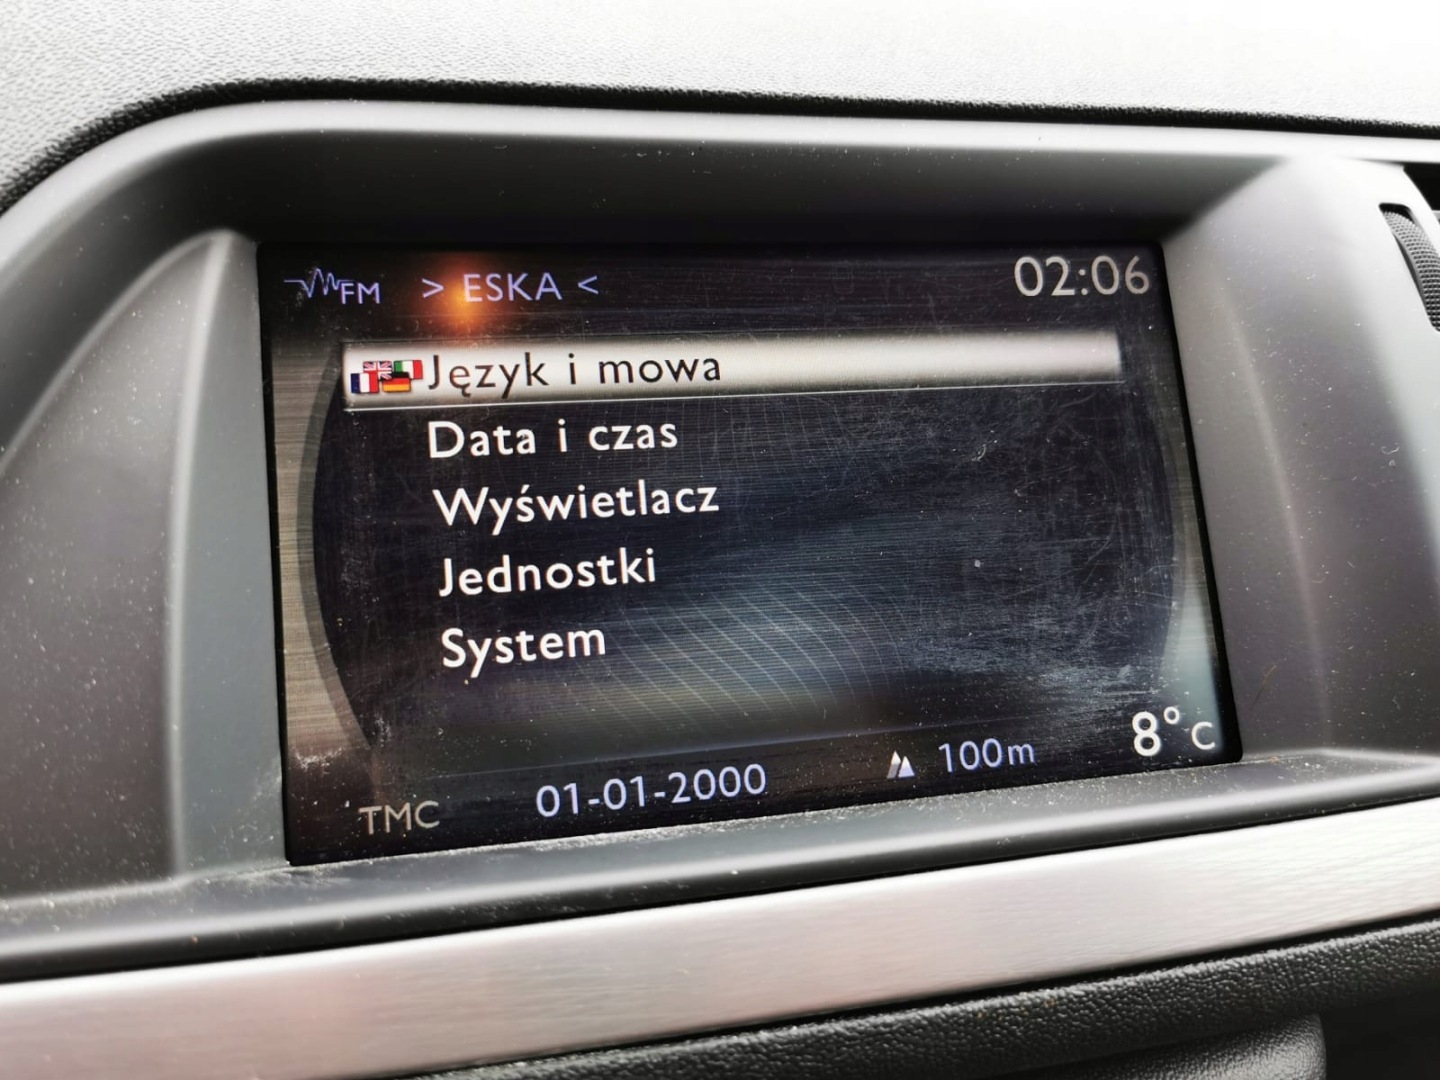 FM > ESKA < 02:06
Język i mowa
Data i czas
Wyświetlacz
Jednostki
System
TMC 01-01-2000 100m 8°C